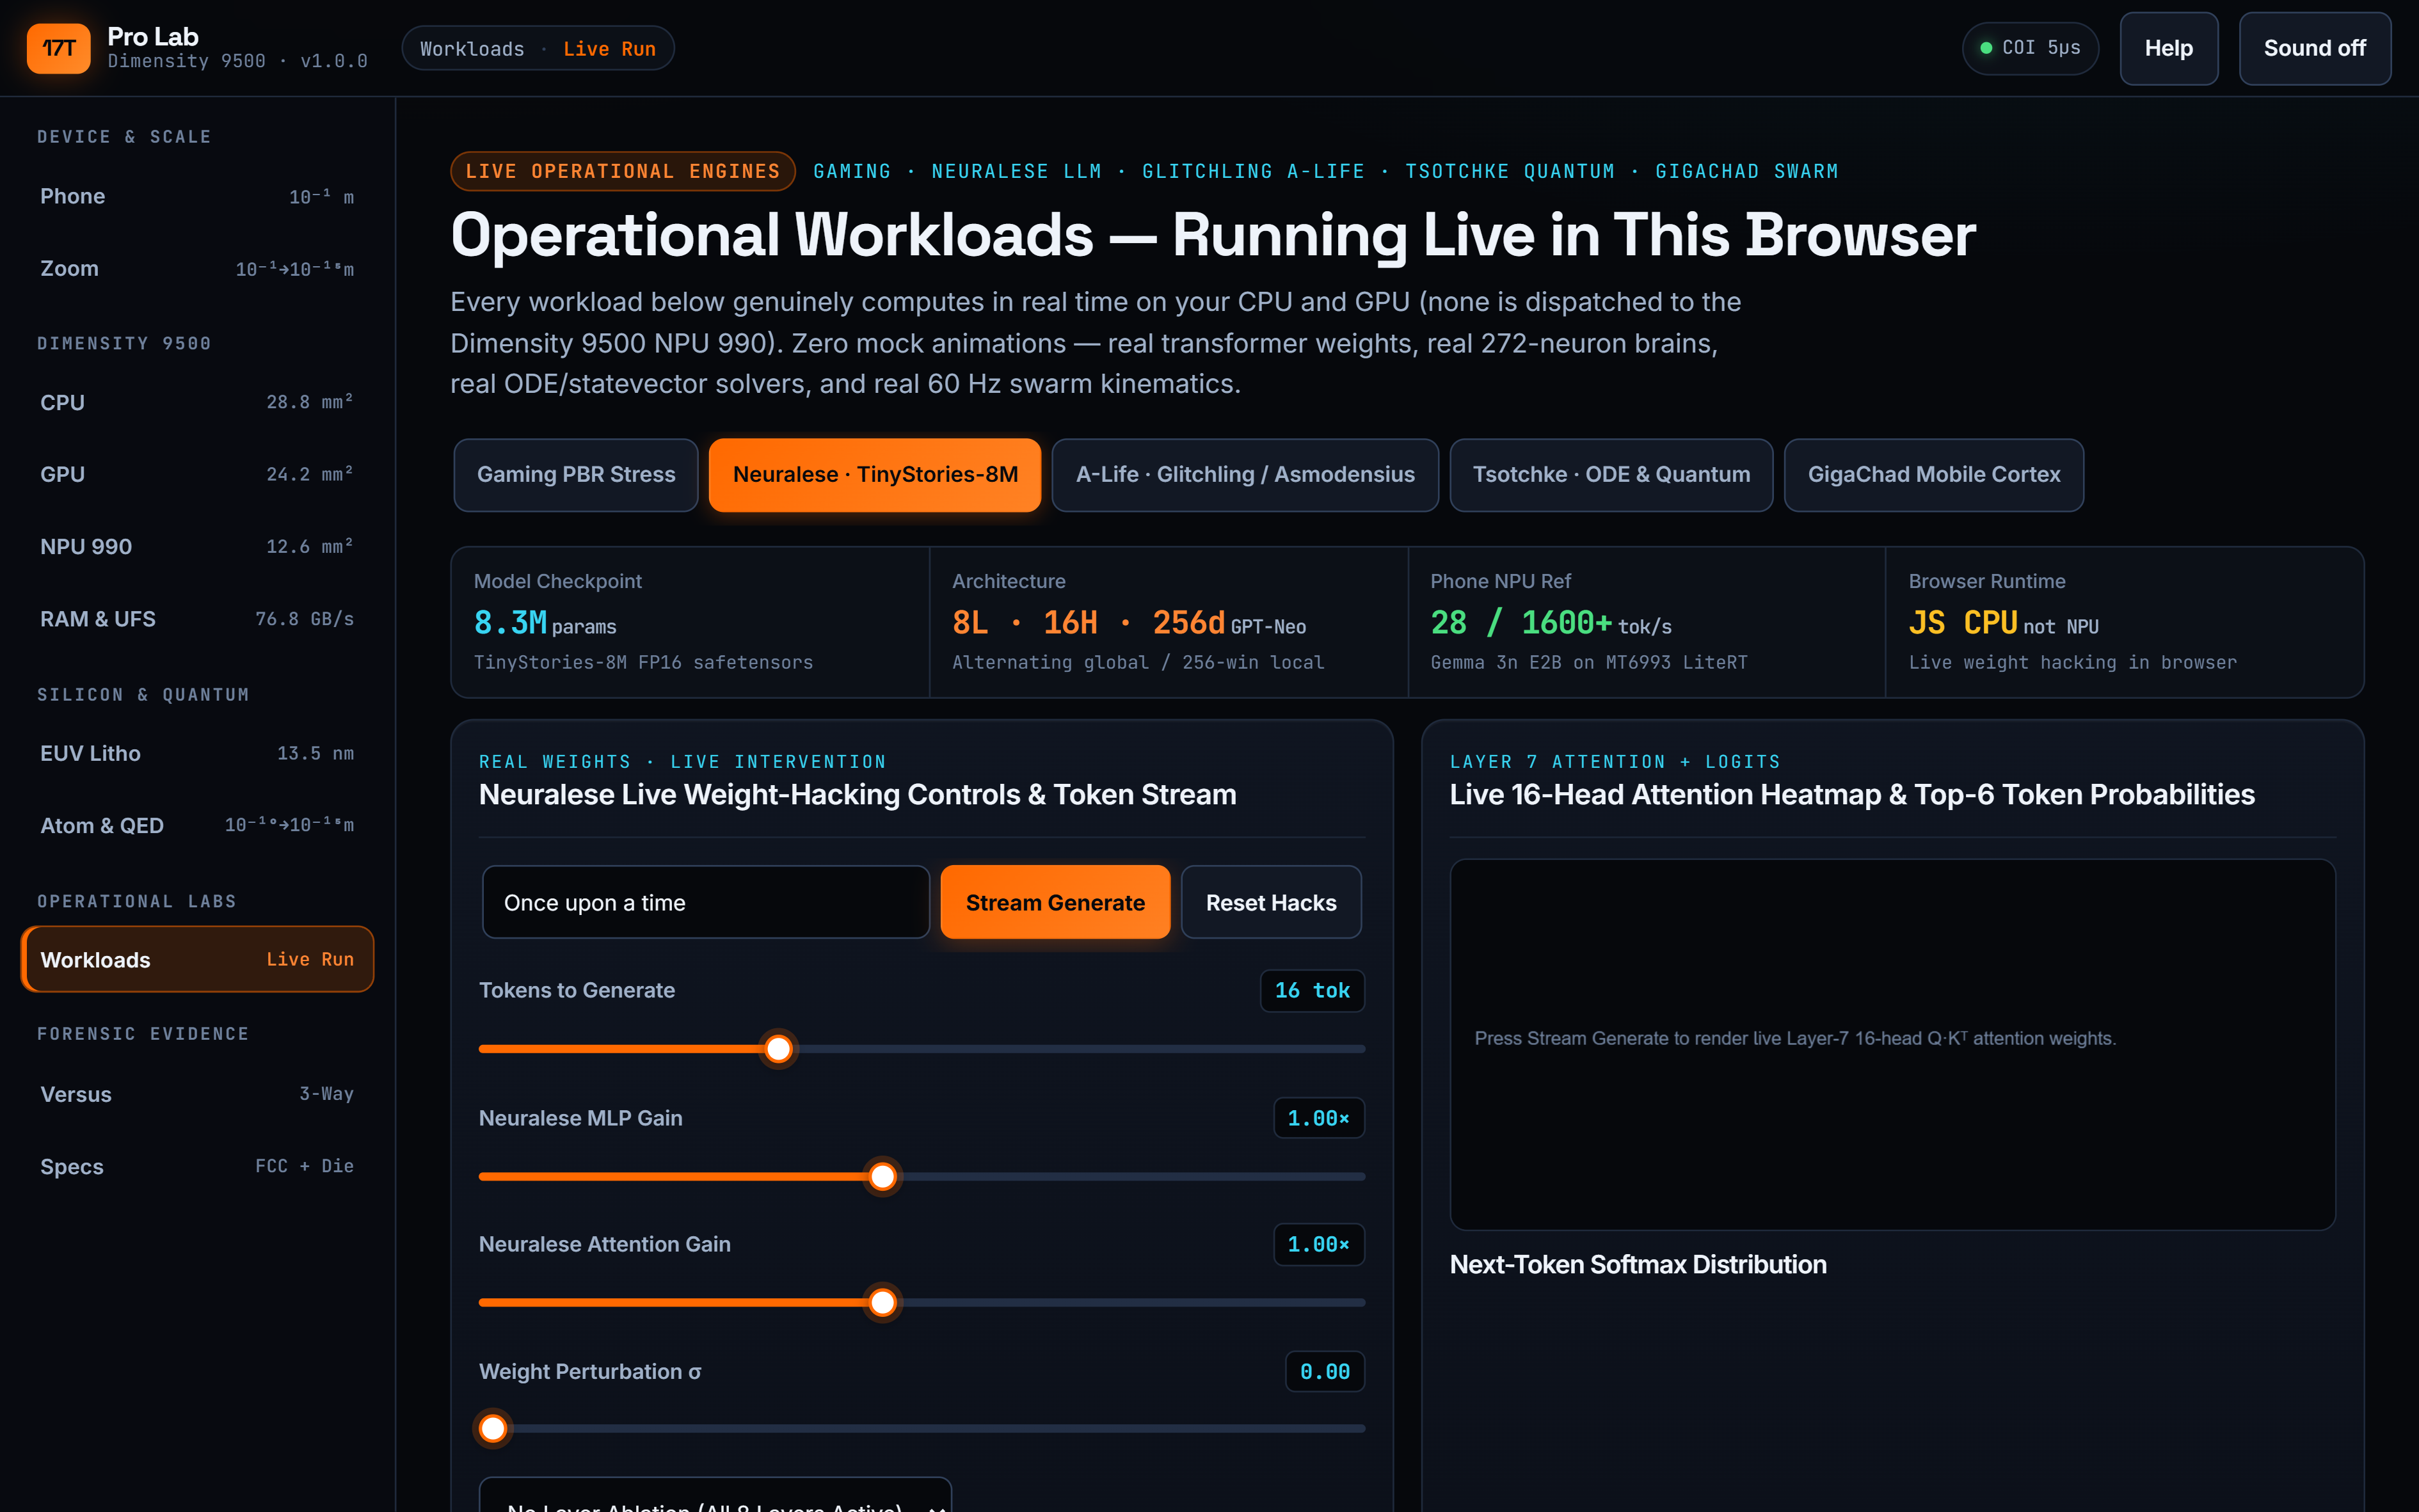 17T
Pro Lab
Dimensity 9500 · v1.0.0
Workloads · Live Run
COI 5µs
Help
Sound off
DEVICE & SCALE
Phone 10⁻¹ m
Zoom 10⁻¹→10⁻¹⁵m
DIMENSITY 9500
CPU 28.8 mm²
GPU 24.2 mm²
NPU 990 12.6 mm²
RAM & UFS 76.8 GB/s
SILICON & QUANTUM
EUV Litho 13.5 nm
Atom & QED 10⁻¹⁰→10⁻¹⁵m
OPERATIONAL LABS
Workloads Live Run
FORENSIC EVIDENCE
Versus 3-Way
Specs FCC + Die
LIVE OPERATIONAL ENGINES GAMING · NEURALESE LLM · GLITCHLING A-LIFE · TSOTCHKE QUANTUM · GIGACHAD SWARM
Operational Workloads — Running Live in This Browser
Every workload below genuinely computes in real time on your CPU and GPU (none is dispatched to the
Dimensity 9500 NPU 990). Zero mock animations — real transformer weights, real 272-neuron brains,
real ODE/statevector solvers, and real 60 Hz swarm kinematics.
Gaming PBR Stress
Neuralese · TinyStories-8M
A-Life · Glitchling / Asmodensius
Tsotchke · ODE & Quantum
GigaChad Mobile Cortex
Model Checkpoint
8.3M params
TinyStories-8M FP16 safetensors
Architecture
8L · 16H · 256d GPT-Neo
Alternating global / 256-win local
Phone NPU Ref
28 / 1600+ tok/s
Gemma 3n E2B on MT6993 LiteRT
Browser Runtime
JS CPU not NPU
Live weight hacking in browser
REAL WEIGHTS · LIVE INTERVENTION
Neuralese Live Weight-Hacking Controls & Token Stream
Once upon a time
Stream Generate
Reset Hacks
Tokens to Generate 16 tok
Neuralese MLP Gain 1.00×
Neuralese Attention Gain 1.00×
Weight Perturbation σ 0.00
No Layer Ablation (All 8 Layers Active)
LAYER 7 ATTENTION + LOGITS
Live 16-Head Attention Heatmap & Top-6 Token Probabilities
Press Stream Generate to render live Layer-7 16-head Q·Kᵀ attention weights.
Next-Token Softmax Distribution